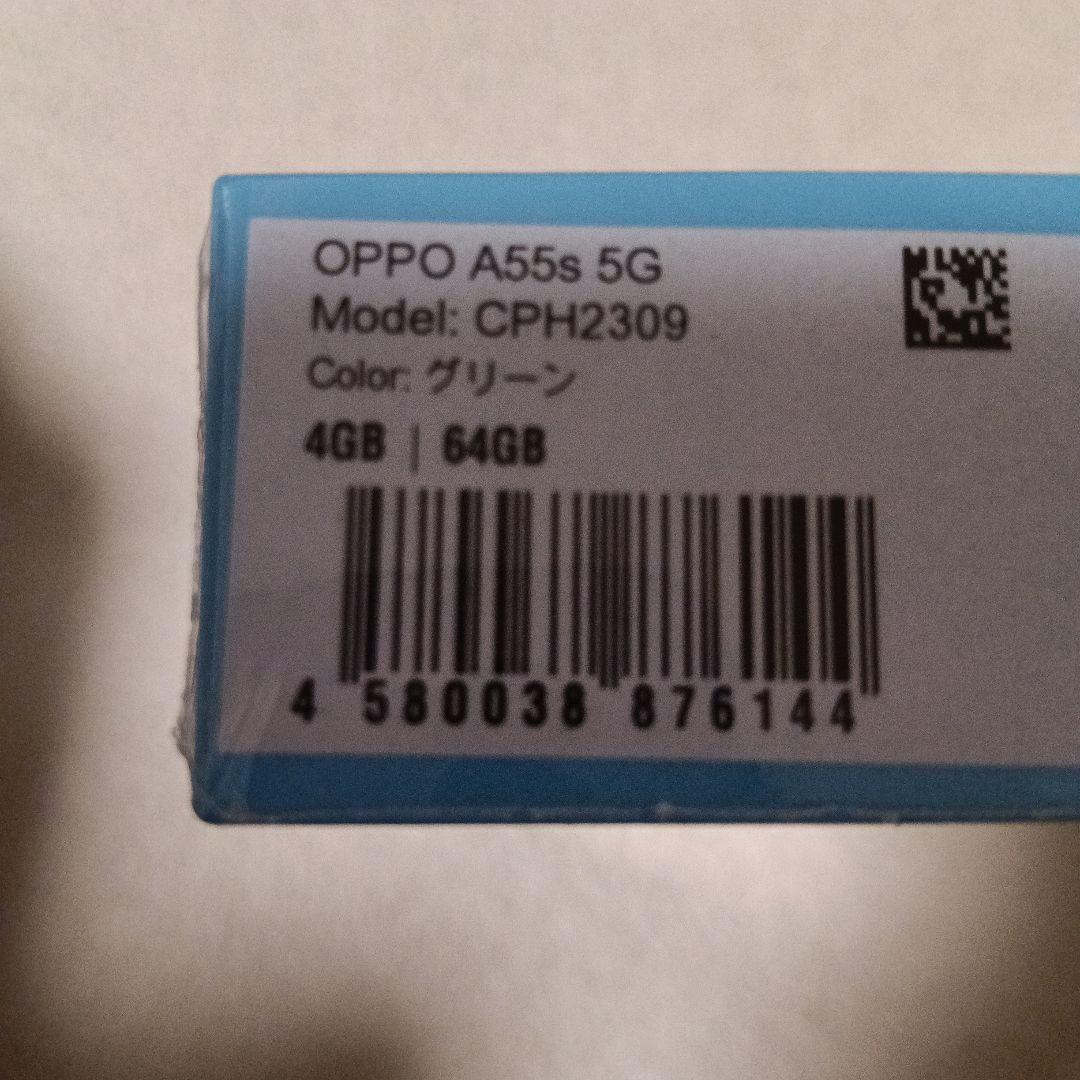 OPPO A55s 5G
Model: CPH2309
Color: グリーン
4GB | 64GB
4 580038 876144